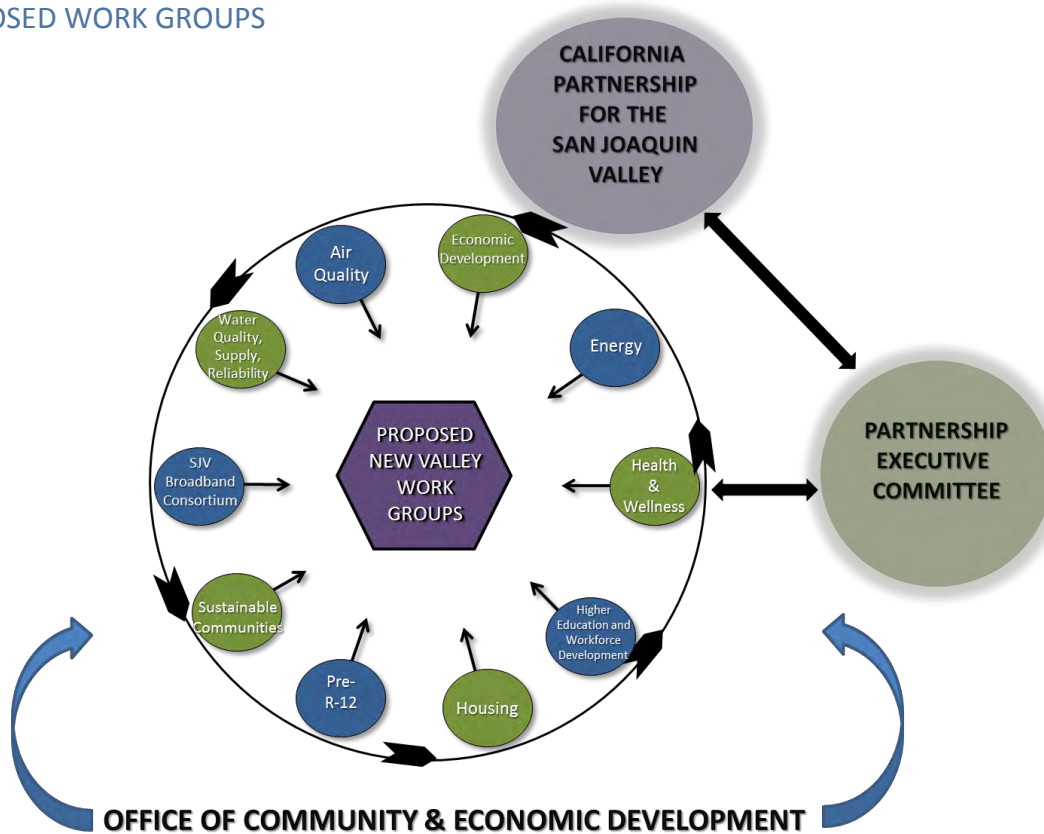 OSED WORK GROUPS
CALIFORNIA
PARTNERSHIP
FOR THE
SAN JOAQUIN
VALLEY
Air
Quality
Economic
Development
Water
Quality,
Supply,
Reliability
Energy
PROPOSED
NEW VALLEY
WORK
GROUPS
SJV
Broadband
Consortium
Health
&
Wellness
PARTNERSHIP
EXECUTIVE
COMMITTEE
Sustainable
Communities
Higher
Education and
Workforce
Development
Pre-
R-12
Housing
OFFICE OF COMMUNITY & ECONOMIC DEVELOPMENT